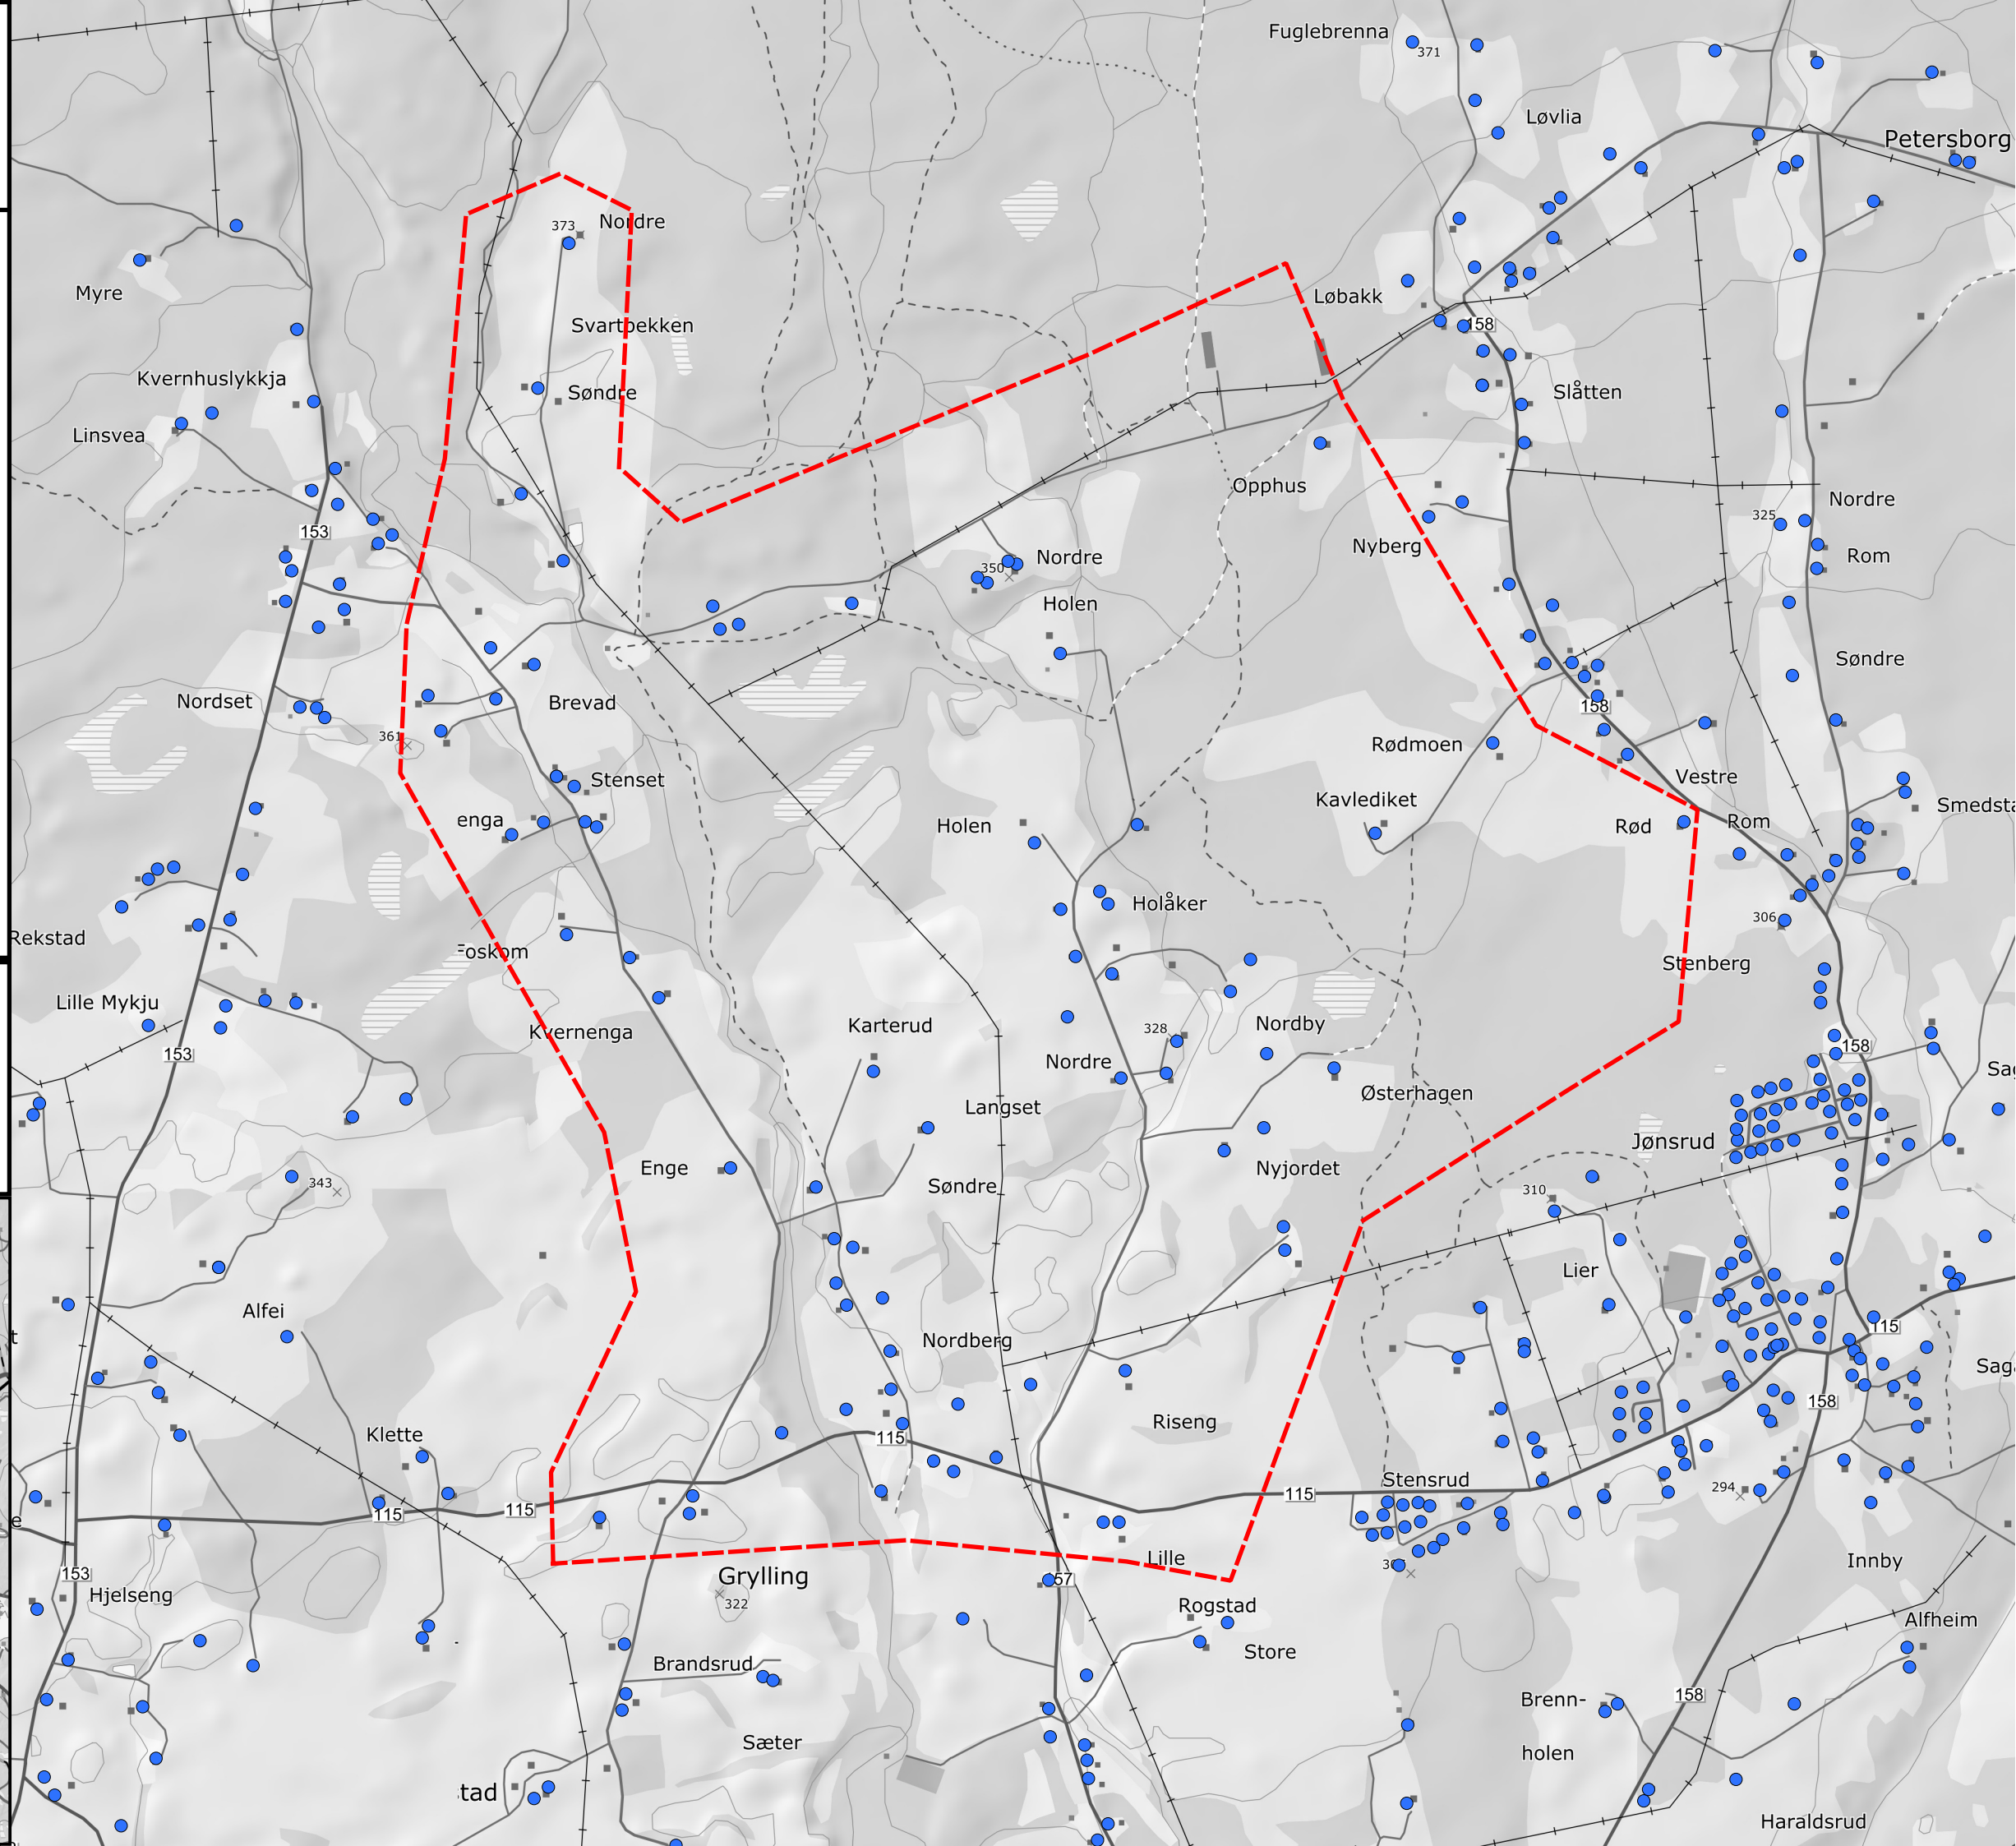 Fuglebrenna
371
Løvlia
Petersborg
373
Nordre
Myre
Løbakk
158
Svartbekken
Kvernhuslykkja
Søndre
Slåtten
Linsvea
Opphus
Nordre
325
153
Nyberg
Rom
350
Nordre
Holen
Søndre
Nordset
Brevad
158
361
Rødmoen
Stenset
Vestre
Kavlediket
Smedsta
enga
Holen
Rød
Rom
Holåker
306
Rekstad
Foskom
Stenberg
Lille Mykju
Kvernenga
Karterud
328
Nordby
158
153
Nordre
Sag
Østerhagen
Langset
Jønsrud
Enge
Nyjordet
343
Søndre
310
Lier
Alfei
115
t
Nordberg
Saga
158
Klette
115
Riseng
Stensrud
294
115
115
115
e
Lille
Innby
153
Grylling
57
Hjelseng
322
Rogstad
Alfheim
Store
Brandsrud
158
Brenn-
Sæter
holen
stad
Haraldsrud